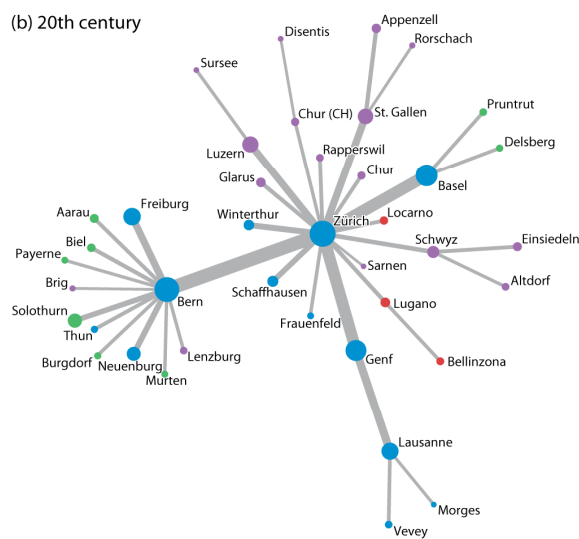 (b) 20th century
Disentis
Appenzell
Rorschach
Sursee
Chur (CH)
St. Gallen
Pruntrut
Delsberg
Luzern
Rapperswil
Chur
Glarus
Basel
Freiburg
Aarau
Winterthur
Zürich
Locarno
Biel
Schwyz
Einsiedeln
Payerne
Brig
Sarnen
Altdorf
Bern
Schaffhausen
Lugano
Solothurn
Thun
Frauenfeld
Genf
Burgdorf
Neuenburg
Lenzburg
Bellinzona
Murten
Lausanne
Morges
Vevey